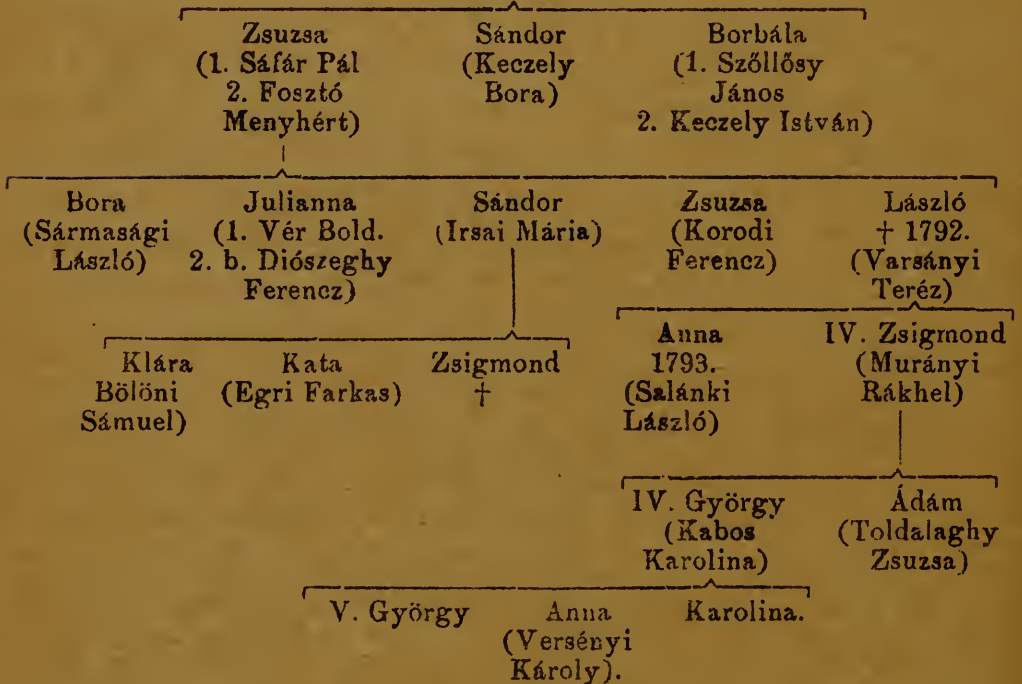 Zsuzsa Sándor Borbála
(1. Sáfár Pál (Keczely (1. Szőllősy
2. Fosztó Bora) János
Menyhért) 2. Keczely István)
Bora Julianna Sándor Zsuzsa László
(Sármasági (1. Vér Bold. (Irsai Mária) (Korodi † 1792.
László) 2. b. Diószeghy Ferencz) (Varsányi
Ferencz) Teréz)
Anna IV. Zsigmond
Klára Kata Zsigmond 1793. (Murányi
Bölöni (Egri Farkas) † (Salánki Rákhel)
Sámuel) László)
IV. György Ádám
(Kabos (Toldalaghy
Karolina) Zsuzsa)
V. György Anna Karolina.
(Versényi
Károly).